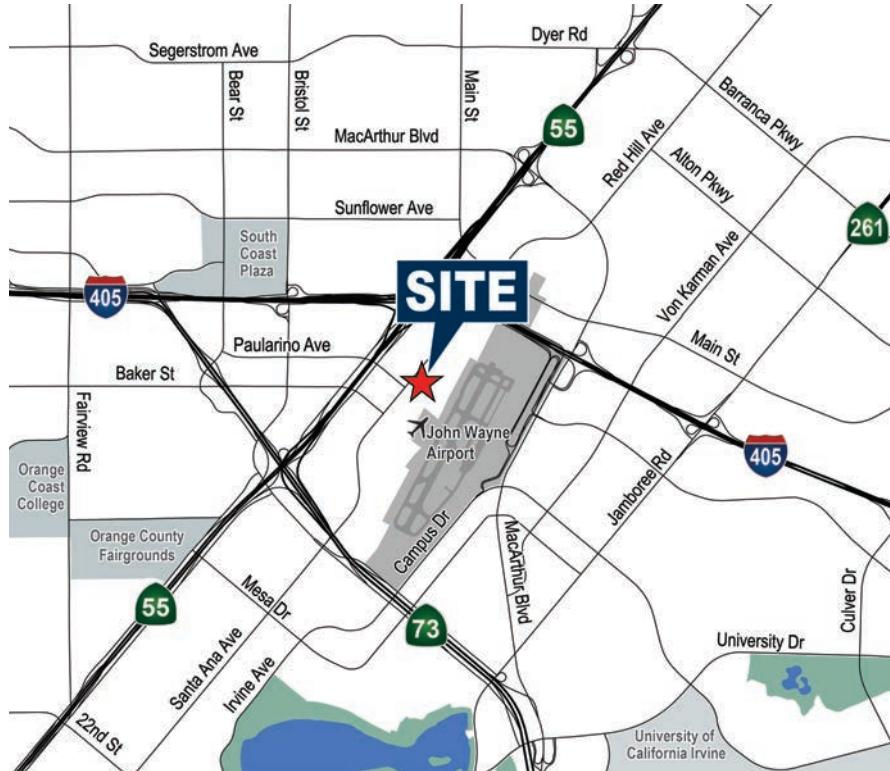 Segerstrom Ave
Dyer Rd
Bear St
Bristol St
Main St
Barranca Pkwy
MacArthur Blvd
55
Red Hill Ave
Alton Pkwy
Sunflower Ave
261
South
Coast
Plaza
Von Karman Ave
405
SITE
Paularino Ave
Main St
Baker St
Fairview Rd
John Wayne
Airport
405
Orange
Coast
College
Jamboree Rd
Orange County
Fairgrounds
Campus Dr
MacArthur Blvd
Culver Dr
55
Mesa Dr
73
University Dr
Santa Ana Ave
Irvine Ave
22nd St
University of
California Irvine